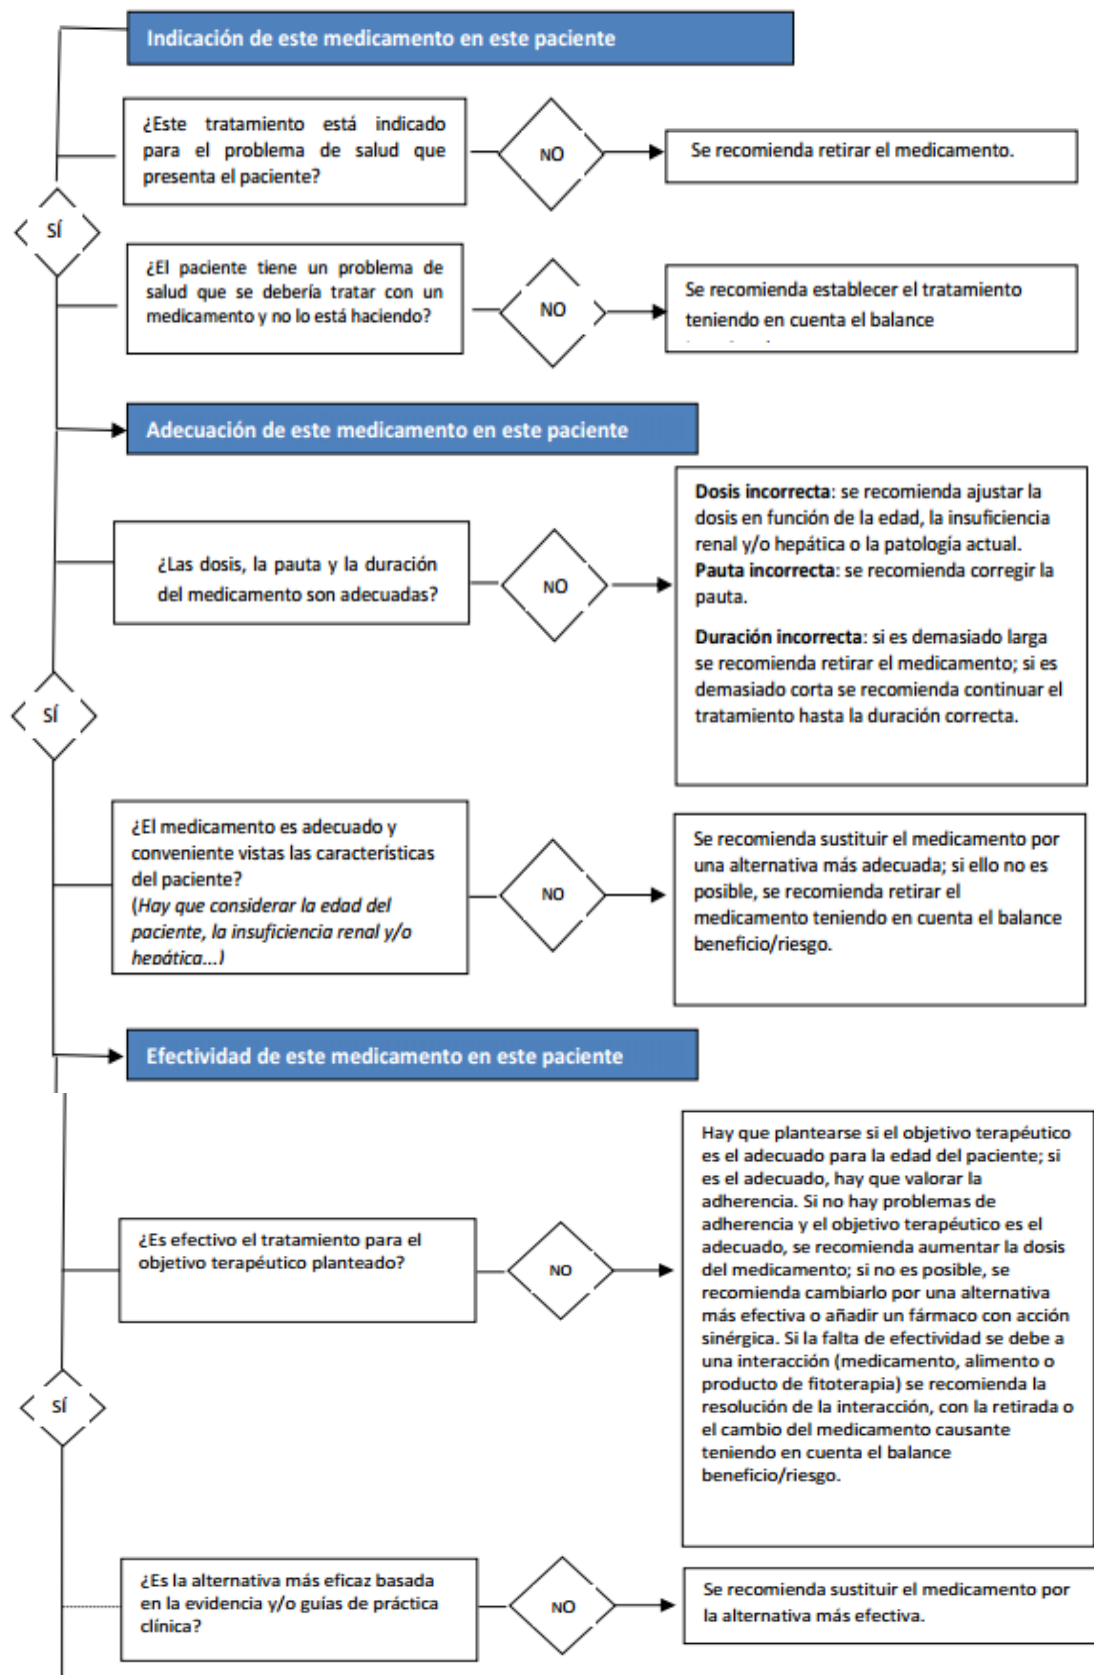 Indicación de este medicamento en este paciente
¿Este tratamiento está indicado
para el problema de salud que
presenta el paciente?
NO
Se recomienda retirar el medicamento.
SÍ
¿El paciente tiene un problema de
salud que se debería tratar con un
medicamento y no lo está haciendo?
NO
Se recomienda establecer el tratamiento
teniendo en cuenta el balance
Adecuación de este medicamento en este paciente
¿Las dosis, la pauta y la duración
del medicamento son adecuadas?
NO
Dosis incorrecta: se recomienda ajustar la
dosis en función de la edad, la insuficiencia
renal y/o hepática o la patología actual.
Pauta incorrecta: se recomienda corregir la
pauta.
Duración incorrecta: si es demasiado larga
se recomienda retirar el medicamento; si es
demasiado corta se recomienda continuar el
tratamiento hasta la duración correcta.
SÍ
¿El medicamento es adecuado y
conveniente vistas las características
del paciente?
(Hay que considerar la edad del
paciente, la insuficiencia renal y/o
hepática...)
NO
Se recomienda sustituir el medicamento por
una alternativa más adecuada; si ello no es
posible, se recomienda retirar el
medicamento teniendo en cuenta el balance
beneficio/riesgo.
Efectividad de este medicamento en este paciente
¿Es efectivo el tratamiento para el
objetivo terapéutico planteado?
NO
Hay que plantearse si el objetivo terapéutico
es el adecuado para la edad del paciente; si
es el adecuado, hay que valorar la
adherencia. Si no hay problemas de
adherencia y el objetivo terapéutico es el
adecuado, se recomienda aumentar la dosis
del medicamento; si no es posible, se
recomienda cambiarlo por una alternativa
más efectiva o añadir un fármaco con acción
sinérgica. Si la falta de efectividad se debe a
una interacción (medicamento, alimento o
producto de fitoterapia) se recomienda la
resolución de la interacción, con la retirada o
el cambio del medicamento causante
teniendo en cuenta el balance
beneficio/riesgo.
SÍ
¿Es la alternativa más eficaz basada
en la evidencia y/o guías de práctica
clínica?
NO
Se recomienda sustituir el medicamento por
la alternativa más efectiva.